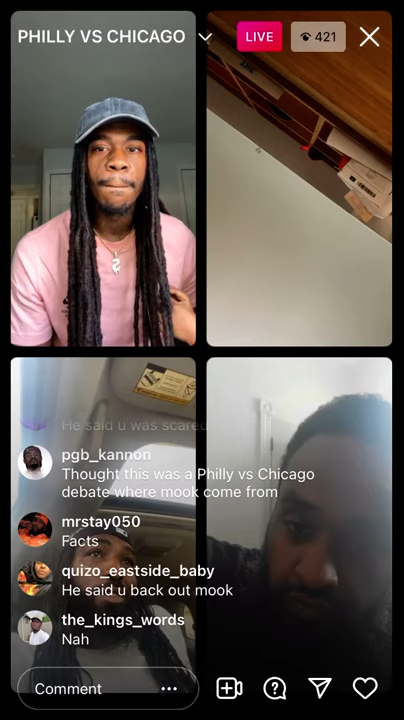 PHILLY VS CHICAGO
LIVE
421
He said u was scared
pgb_kannon
Thought this was a Philly vs Chicago
debate where mook come from
mrstay050
Facts
quizo_eastside_baby
He said u back out mook
the_kings_words
Nah
Comment